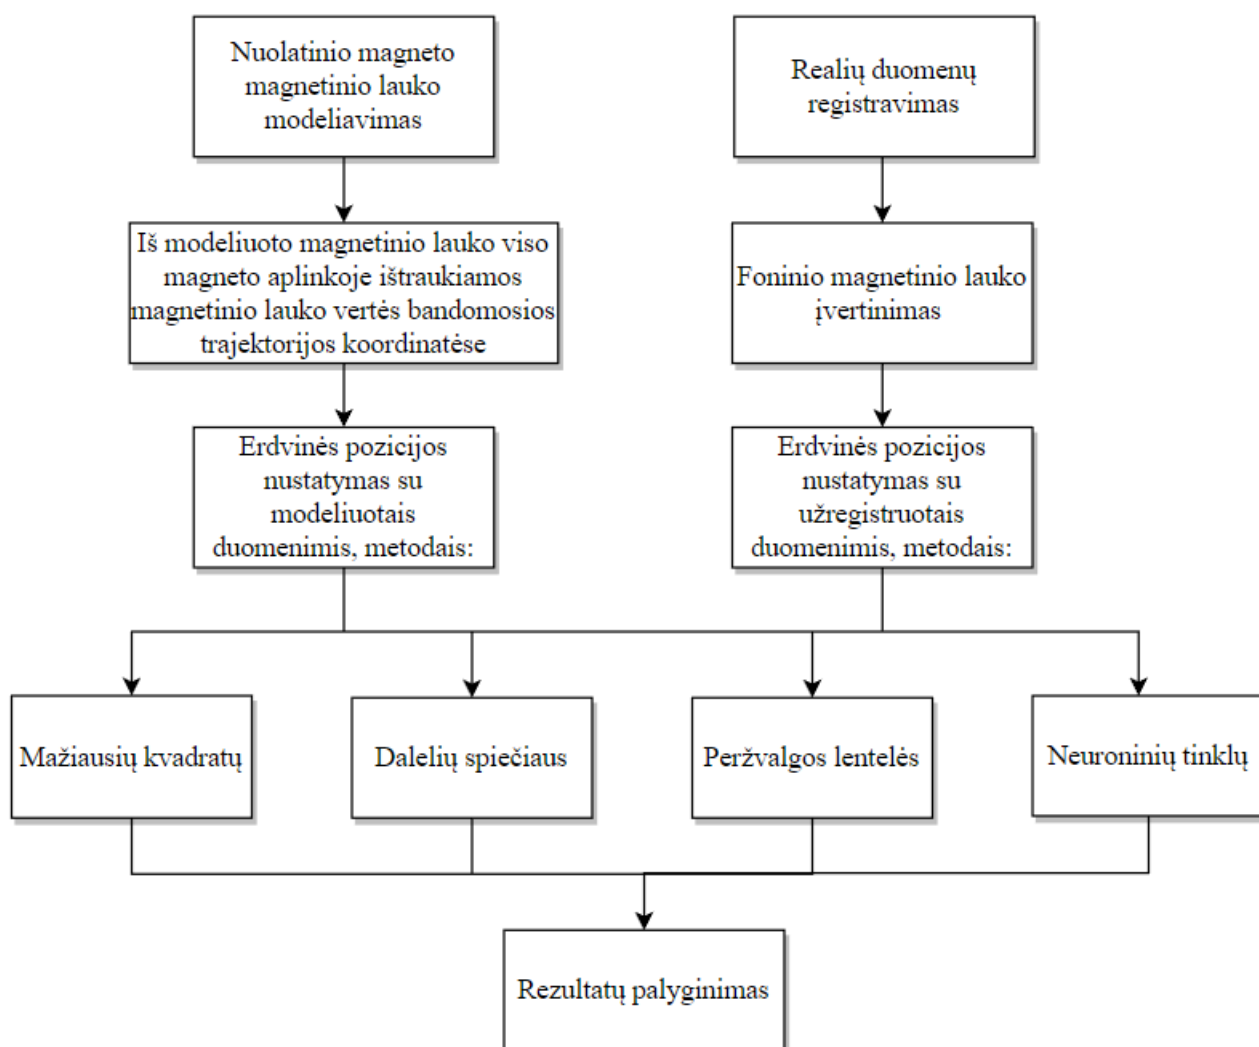 Nuolatinio magneto
magnetinio lauko
modeliavimas
Realių duomenų
registravimas
Iš modeliuoto magnetinio lauko viso
magneto aplinkoje ištraukiamos
magnetinio lauko vertės bandomosios
trajektorijos koordinatėse
Foninio magnetinio lauko
įvertinimas
Erdvinės pozicijos
nustatymas su
modeliuotais
duomenimis, metodais:
Erdvinės pozicijos
nustatymas su
užregistruotais
duomenimis, metodais:
Mažiausių kvadratų
Dalelių spiečiaus
Peržvalgos lentelės
Neuroninių tinklų
Rezultatų palyginimas